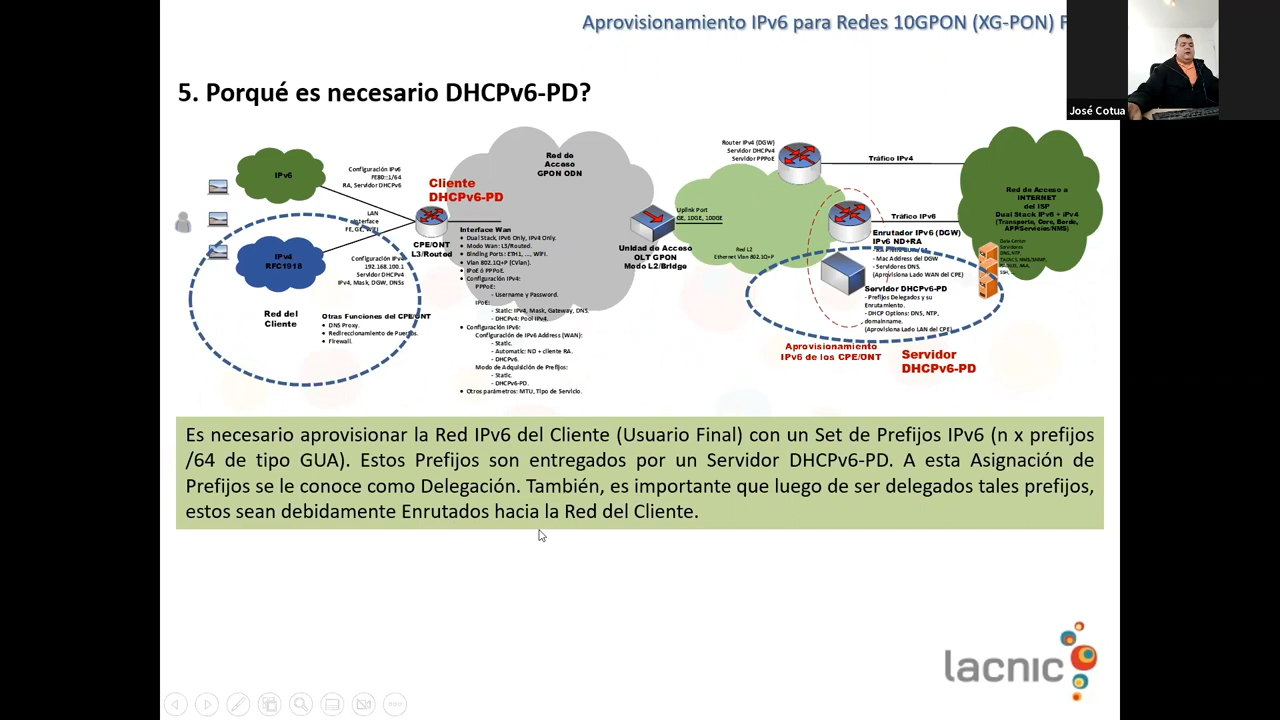 Aprovisionamiento IPv6 para Redes 10GPON (XG-PON) F
José Cotua
5. Porqué es necesario DHCPv6-PD?
IPv6
Configuración IPv6
FE80::1/64
RA, Servidor DHCPv6
LAN
Interface
FE, GE, WiFi
IPv4
RFC1918
Configuración IPv4
192.168.100.1
Servidor DHCPv4
IPv4, Mask, DGW, DNSs
Red del
Cliente
Otras Funciones del CPE/ONT
• DNS Proxy.
• Redireccionamiento de Puertos.
• Firewall.
Cliente
DHCPv6-PD
CPE/ONT
L3/Routed
Red de
Acceso
GPON ODN
Interface Wan
• Dual Stack, IPv6 Only, IPv4 Only.
• Modo Wan: L3/Routed.
• Binding Ports: ETH1, ..., WiFi.
• Vlan 802.1Q+P (CVlan).
• IPoE ó PPPoE.
• Configuración IPv4:
PPPoE:
- Username y Password.
IPoE:
- Static: IPv4, Mask, Gateway, DNS.
- DHCPv4: Pool IPv4.
• Configuración IPv6:
Configuración de IPv6 Address (WAN):
- Static.
- Automatic: ND + cliente RA.
- DHCPv6.
Modo de Adquisición de Prefijos:
- Static.
- DHCPv6-PD.
• Otros parámetros: MTU, Tipo de Servicio.
Unidad de Acceso
OLT GPON
Modo L2/Bridge
Uplink Port
GE, 10GE, 100GE
Red L2
Ethernet Vlan 802.1Q+P
Router IPv4 (DGW)
Servidor DHCPv4
Servidor PPPoE
Tráfico IPv4
Tráfico IPv6
Enrutador IPv6 (DGW)
IPv6 ND+RA
- Mac Address del DGW
- Servidores DNS.
(Aprovisiona Lado WAN del CPE)
Servidor DHCPv6-PD
- Prefijos Delegados y su
Enrutamiento.
- DHCP Options: DNS, NTP,
domainname.
(Aprovisiona Lado LAN del CPE)
Aprovisionamiento
IPv6 de los CPE/ONT
Servidor
DHCPv6-PD
Red de Acceso a
INTERNET
del ISP
Dual Stack IPv6 + IPv4
(Transporte, Core, Borde,
APP/Servicios/NMS)
Data Center
Servidores
DNS, NTP,
Es necesario aprovisionar la Red IPv6 del Cliente (Usuario Final) con un Set de Prefijos IPv6 (n x prefijos
/64 de tipo GUA). Estos Prefijos son entregados por un Servidor DHCPv6-PD. A esta Asignación de
Prefijos se le conoce como Delegación. También, es importante que luego de ser delegados tales prefijos,
estos sean debidamente Enrutados hacia la Red del Cliente.
lacnic